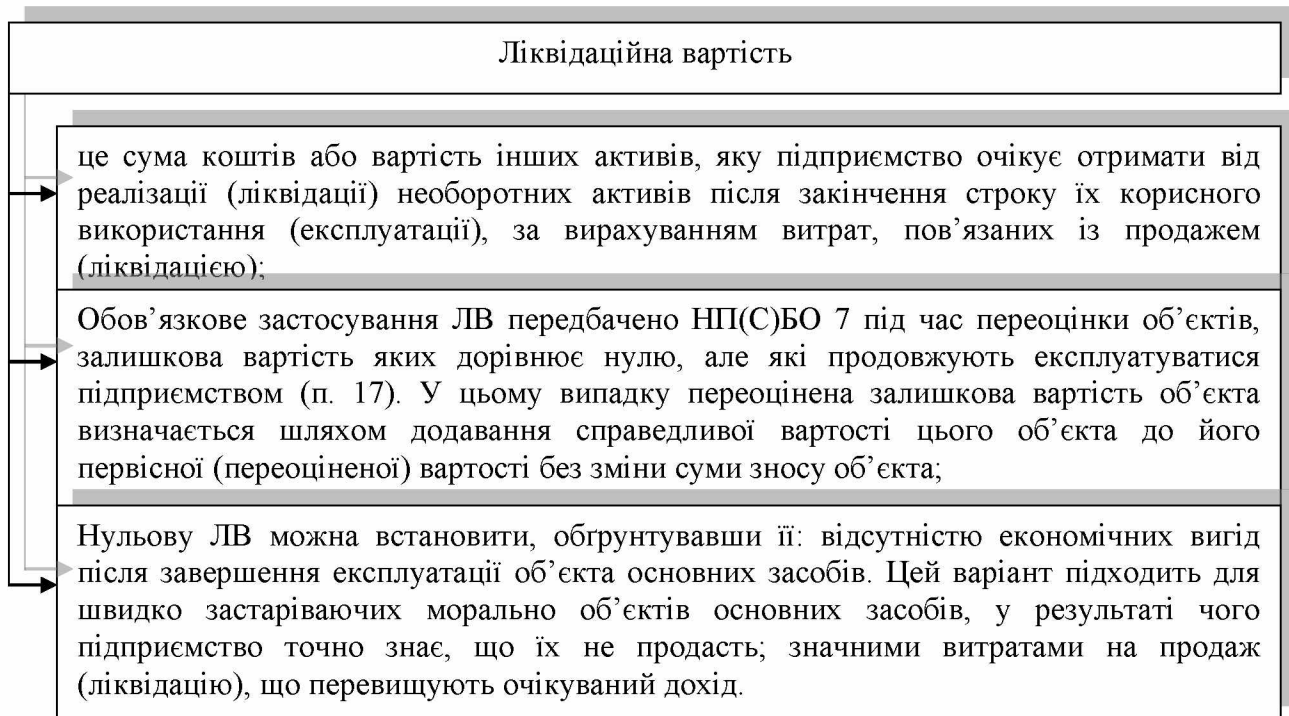 Ліквідаційна вартість
це сума коштів або вартість інших активів, яку підприємство очікує отримати від
реалізації (ліквідації) необоротних активів після закінчення строку їх корисного
використання (експлуатації), за вирахуванням витрат, пов’язаних із продажем
(ліквідацією);
Обов’язкове застосування ЛВ передбачено НП(С)БО 7 під час переоцінки об’єктів,
залишкова вартість яких дорівнює нулю, але які продовжують експлуатуватися
підприємством (п. 17). У цьому випадку переоцінена залишкова вартість об’єкта
визначається шляхом додавання справедливої вартості цього об’єкта до його
первісної (переоціненої) вартості без зміни суми зносу об’єкта;
Нульову ЛВ можна встановити, обґрунтувавши її: відсутністю економічних вигід
після завершення експлуатації об’єкта основних засобів. Цей варіант підходить для
швидко застаріваючих морально об’єктів основних засобів, у результаті чого
підприємство точно знає, що їх не продасть; значними витратами на продаж
(ліквідацію), що перевищують очікуваний дохід.